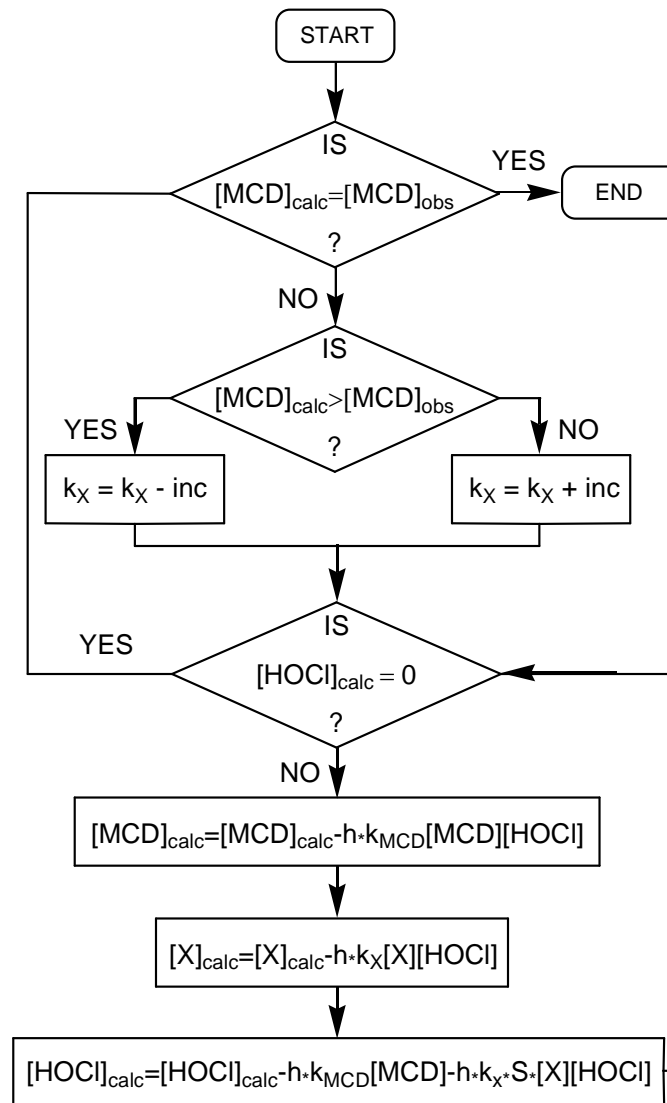 START
IS
[MCD]calc=[MCD]obs
?
YES
END
NO
IS
[MCD]calc>[MCD]obs
?
YES
NO
kX = kX - inc
kX = kX + inc
IS
[HOCl]calc = 0
?
YES
NO
[MCD]calc=[MCD]calc-h*kMCD[MCD][HOCl]
[X]calc=[X]calc-h*kX[X][HOCl]
[HOCl]calc=[HOCl]calc-h*kMCD[MCD]-h*kx*S*[X][HOCl]